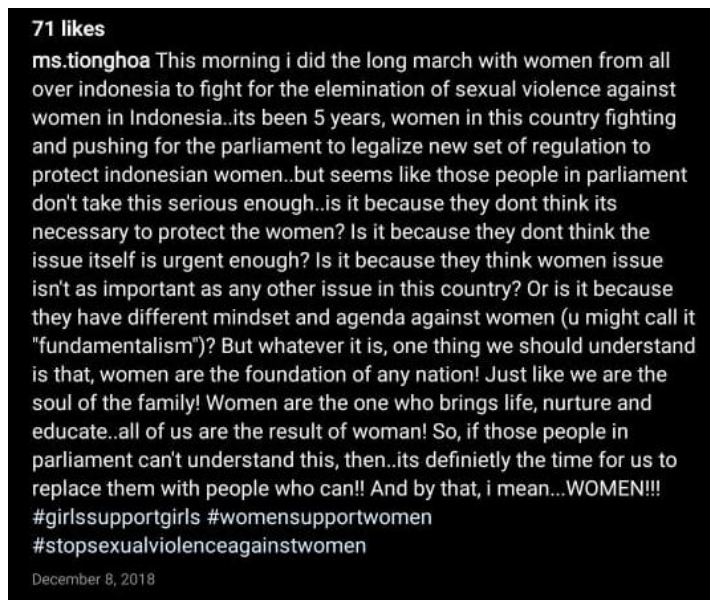 71 likes
ms.tionghoa This morning i did the long march with women from all
over indonesia to fight for the elemination of sexual violence against
women in Indonesia..its been 5 years, women in this country fighting
and pushing for the parliament to legalize new set of regulation to
protect indonesian women..but seems like those people in parliament
don't take this serious enough..is it because they dont think its
necessary to protect the women? Is it because they dont think the
issue itself is urgent enough? Is it because they think women issue
isn't as important as any other issue in this country? Or is it because
they have different mindset and agenda against women (u might call it
"fundamentalism")? But whatever it is, one thing we should understand
is that, women are the foundation of any nation! Just like we are the
soul of the family! Women are the one who brings life, nurture and
educate..all of us are the result of woman! So, if those people in
parliament can't understand this, then..its definietly the time for us to
replace them with people who can!! And by that, i mean...WOMEN!!!
#girlssupportgirls #womensupportwomen
#stopsexualviolenceagainstwomen
December 8, 2018